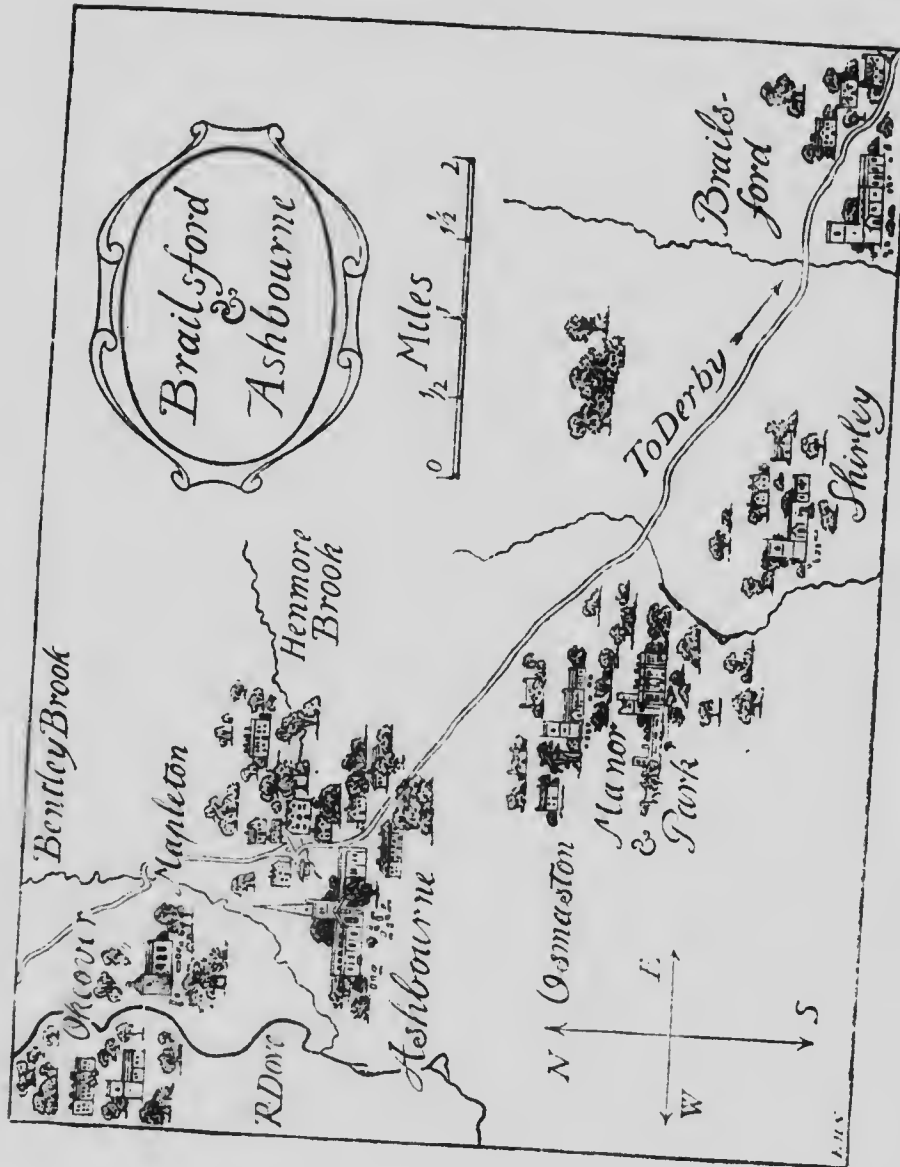 Brailsford
&
Ashbourne
Miles
0 ½ 1 ½ 2
Bentley Brook
Mapleton
Okeover
R Dove
Henmore
Brook
Ashbourne
Osmaston
Manor
&
Park
To Derby
Brails-
ford
Shirley
N
E
W
S